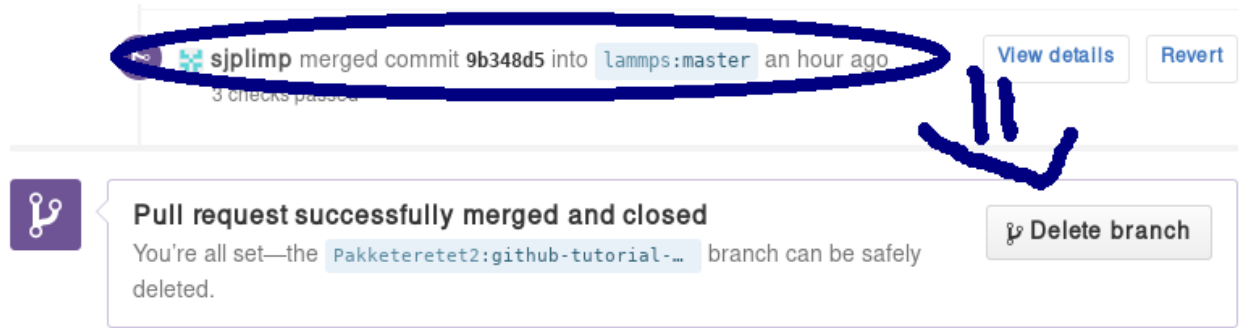 sjplimp merged commit 9b348d5 into lammps:master an hour ago View details Revert
3 checks passed
Pull request successfully merged and closed
You're all set—the Pakketeretet2:github-tutorial-… branch can be safely
deleted.
Delete branch